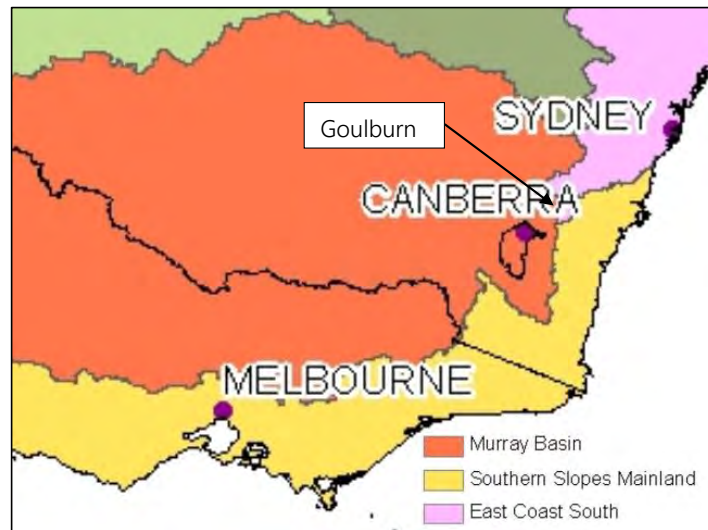 Goulburn
SYDNEY
CANBERRA
MELBOURNE
Murray Basin
Southern Slopes Mainland
East Coast South